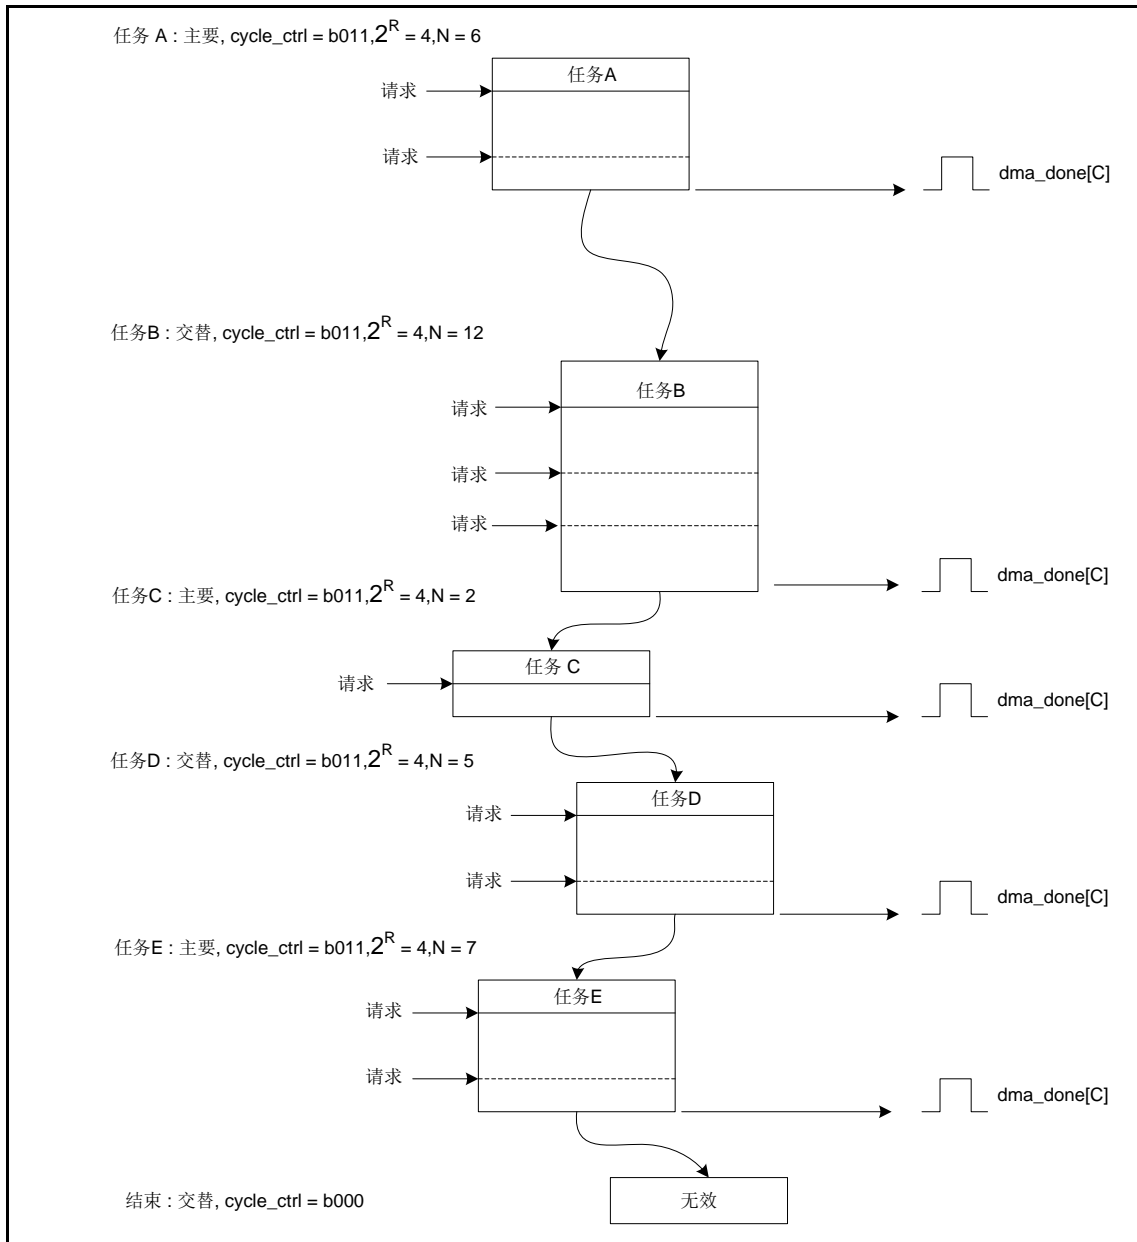 任务 A : 主要, cycle_ctrl = b011,2^R = 4,N = 6
任务A
请求
请求
dma_done[C]
任务B : 交替, cycle_ctrl = b011,2^R = 4,N = 12
任务B
请求
请求
请求
dma_done[C]
任务C : 主要, cycle_ctrl = b011,2^R = 4,N = 2
任务 C
请求
dma_done[C]
任务D : 交替, cycle_ctrl = b011,2^R = 4,N = 5
任务D
请求
请求
dma_done[C]
任务E : 主要, cycle_ctrl = b011,2^R = 4,N = 7
任务E
请求
请求
dma_done[C]
结束 : 交替, cycle_ctrl = b000
无效